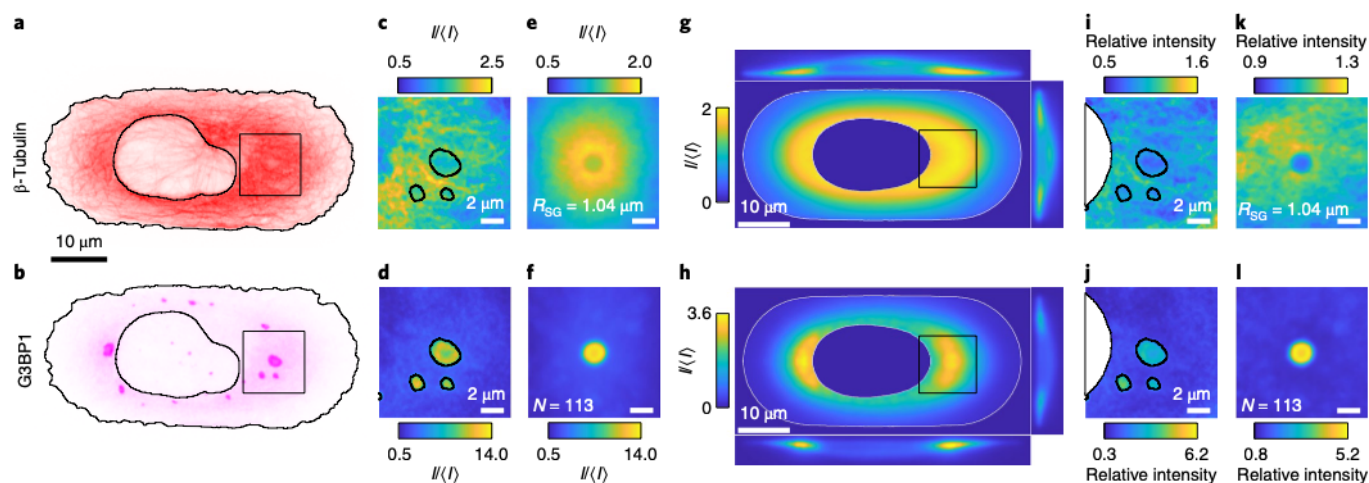 a
β-Tubulin
10 μm
b
G3BP1
c
I/⟨I⟩
0.5 2.5
2 μm
d
2 μm
0.5 14.0
I/⟨I⟩
e
I/⟨I⟩
0.5 2.0
R_SG = 1.04 μm
f
N = 113
0.5 14.0
I/⟨I⟩
g
2
I/⟨I⟩
0
10 μm
h
3.6
I/⟨I⟩
0
10 μm
i
Relative intensity
0.5 1.6
2 μm
j
2 μm
0.3 6.2
Relative intensity
k
Relative intensity
0.9 1.3
R_SG = 1.04 μm
l
N = 113
0.8 5.2
Relative intensity